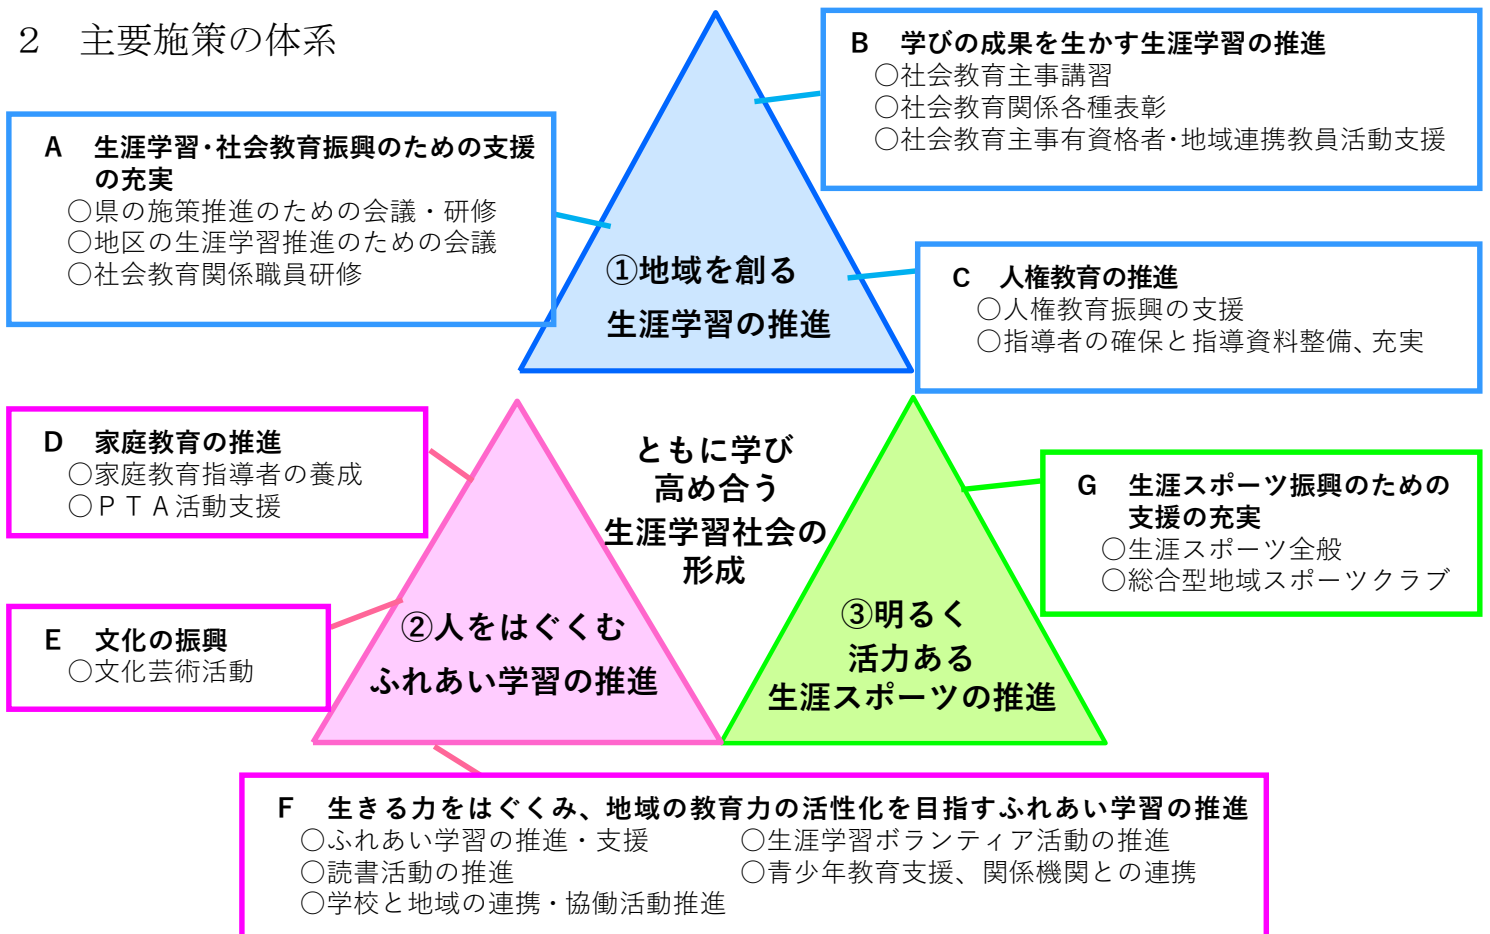 ２　主要施策の体系
A　生涯学習・社会教育振興のための支援
の充実
○県の施策推進のための会議・研修
○地区の生涯学習推進のための会議
○社会教育関係職員研修
B　学びの成果を生かす生涯学習の推進
○社会教育主事講習
○社会教育関係各種表彰
○社会教育主事有資格者・地域連携教員活動支援
①地域を創る
生涯学習の推進
C　人権教育の推進
○人権教育振興の支援
○指導者の確保と指導資料整備、充実
D　家庭教育の推進
○家庭教育指導者の養成
○ＰＴＡ活動支援
ともに学び
高め合う
生涯学習社会の
形成
G　生涯スポーツ振興のための
支援の充実
○生涯スポーツ全般
○総合型地域スポーツクラブ
E　文化の振興
○文化芸術活動
②人をはぐくむ
ふれあい学習の推進
③明るく
活力ある
生涯スポーツの推進
F　生きる力をはぐくみ、地域の教育力の活性化を目指すふれあい学習の推進
○ふれあい学習の推進・支援　○生涯学習ボランティア活動の推進
○読書活動の推進　○青少年教育支援、関係機関との連携
○学校と地域の連携・協働活動推進